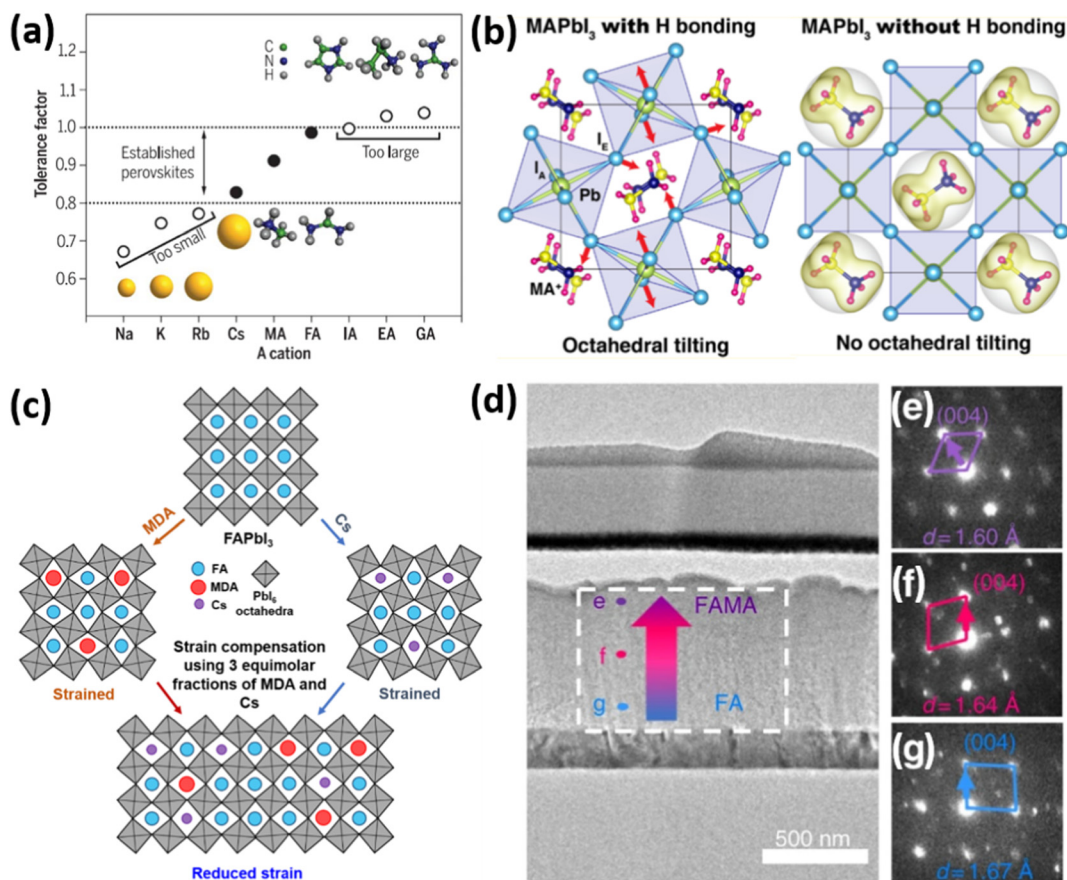 (a)
Tolerance factor
1.2
1.1
1.0
0.9
0.8
0.7
0.6
C
N
H
Established
perovskites
Too large
Too small
Na K Rb Cs MA FA IA EA GA
A cation
(b)
MAPbI₃ with H bonding
MAPbI₃ without H bonding
I_E
I_A
Pb
MA⁺
Octahedral tilting
No octahedral tilting
(c)
FAPbI₃
MDA
Cs
FA
MDA
Cs
PbI₆
octahedra
Strained
Strained
Strain compensation
using 3 equimolar
fractions of MDA and
Cs
Reduced strain
(d)
e
FAMA
f
g
FA
500 nm
(e)
(004)
d = 1.60 Å
(f)
(004)
d = 1.64 Å
(g)
(004)
d = 1.67 Å